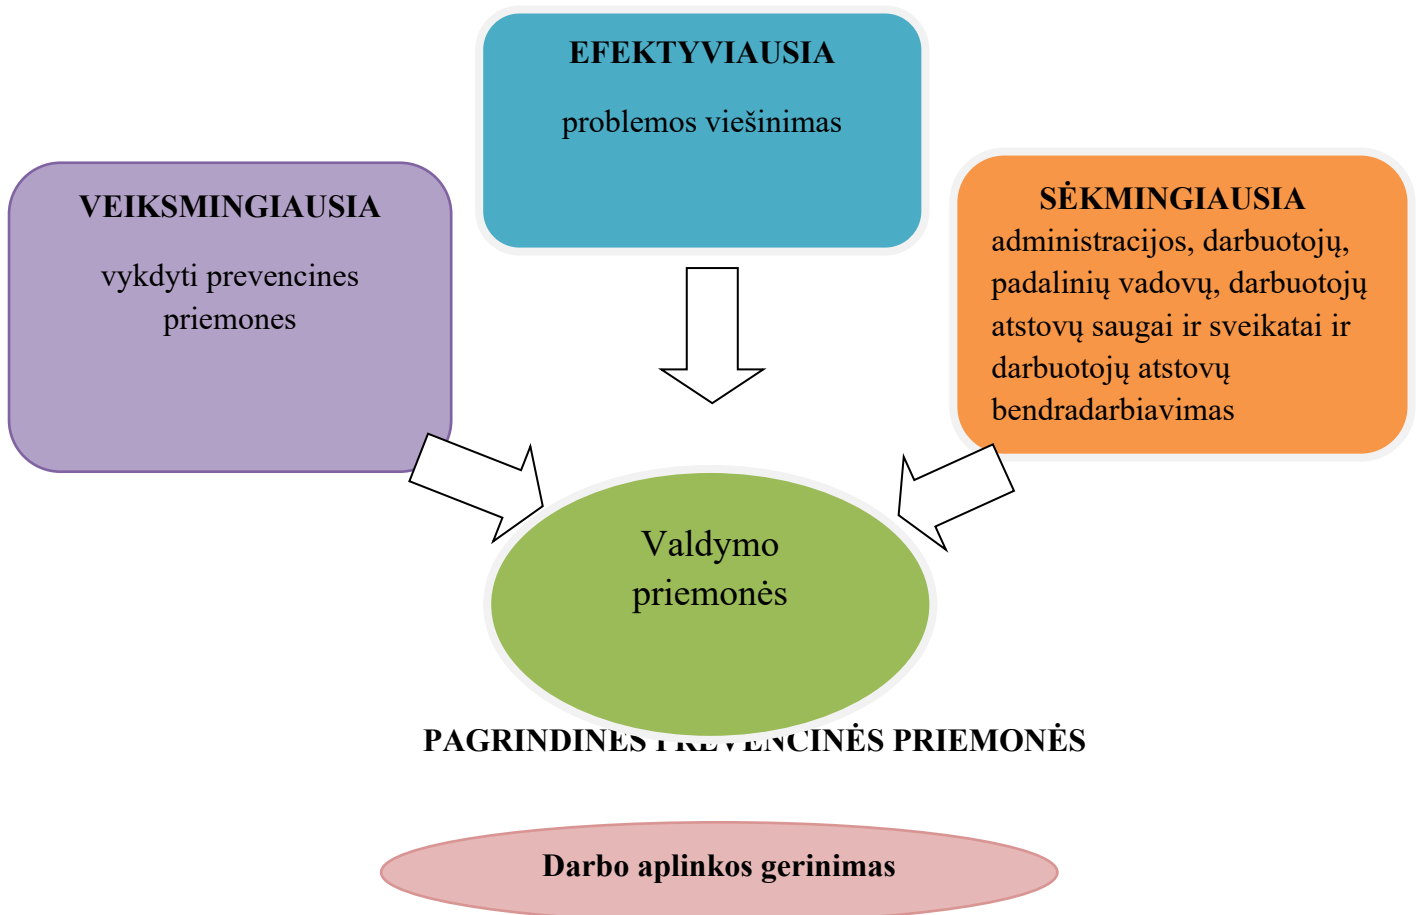 EFEKTYVIAUSIA
problemos viešinimas
VEIKSMINGIAUSIA
vykdyti prevencines
priemones
SĖKMINGIAUSIA
administracijos, darbuotojų,
padalinių vadovų, darbuotojų
atstovų saugai ir sveikatai ir
darbuotojų atstovų
bendradarbiavimas
Valdymo
priemonės
PAGRINDINĖS PREVENCINĖS PRIEMONĖS
Darbo aplinkos gerinimas